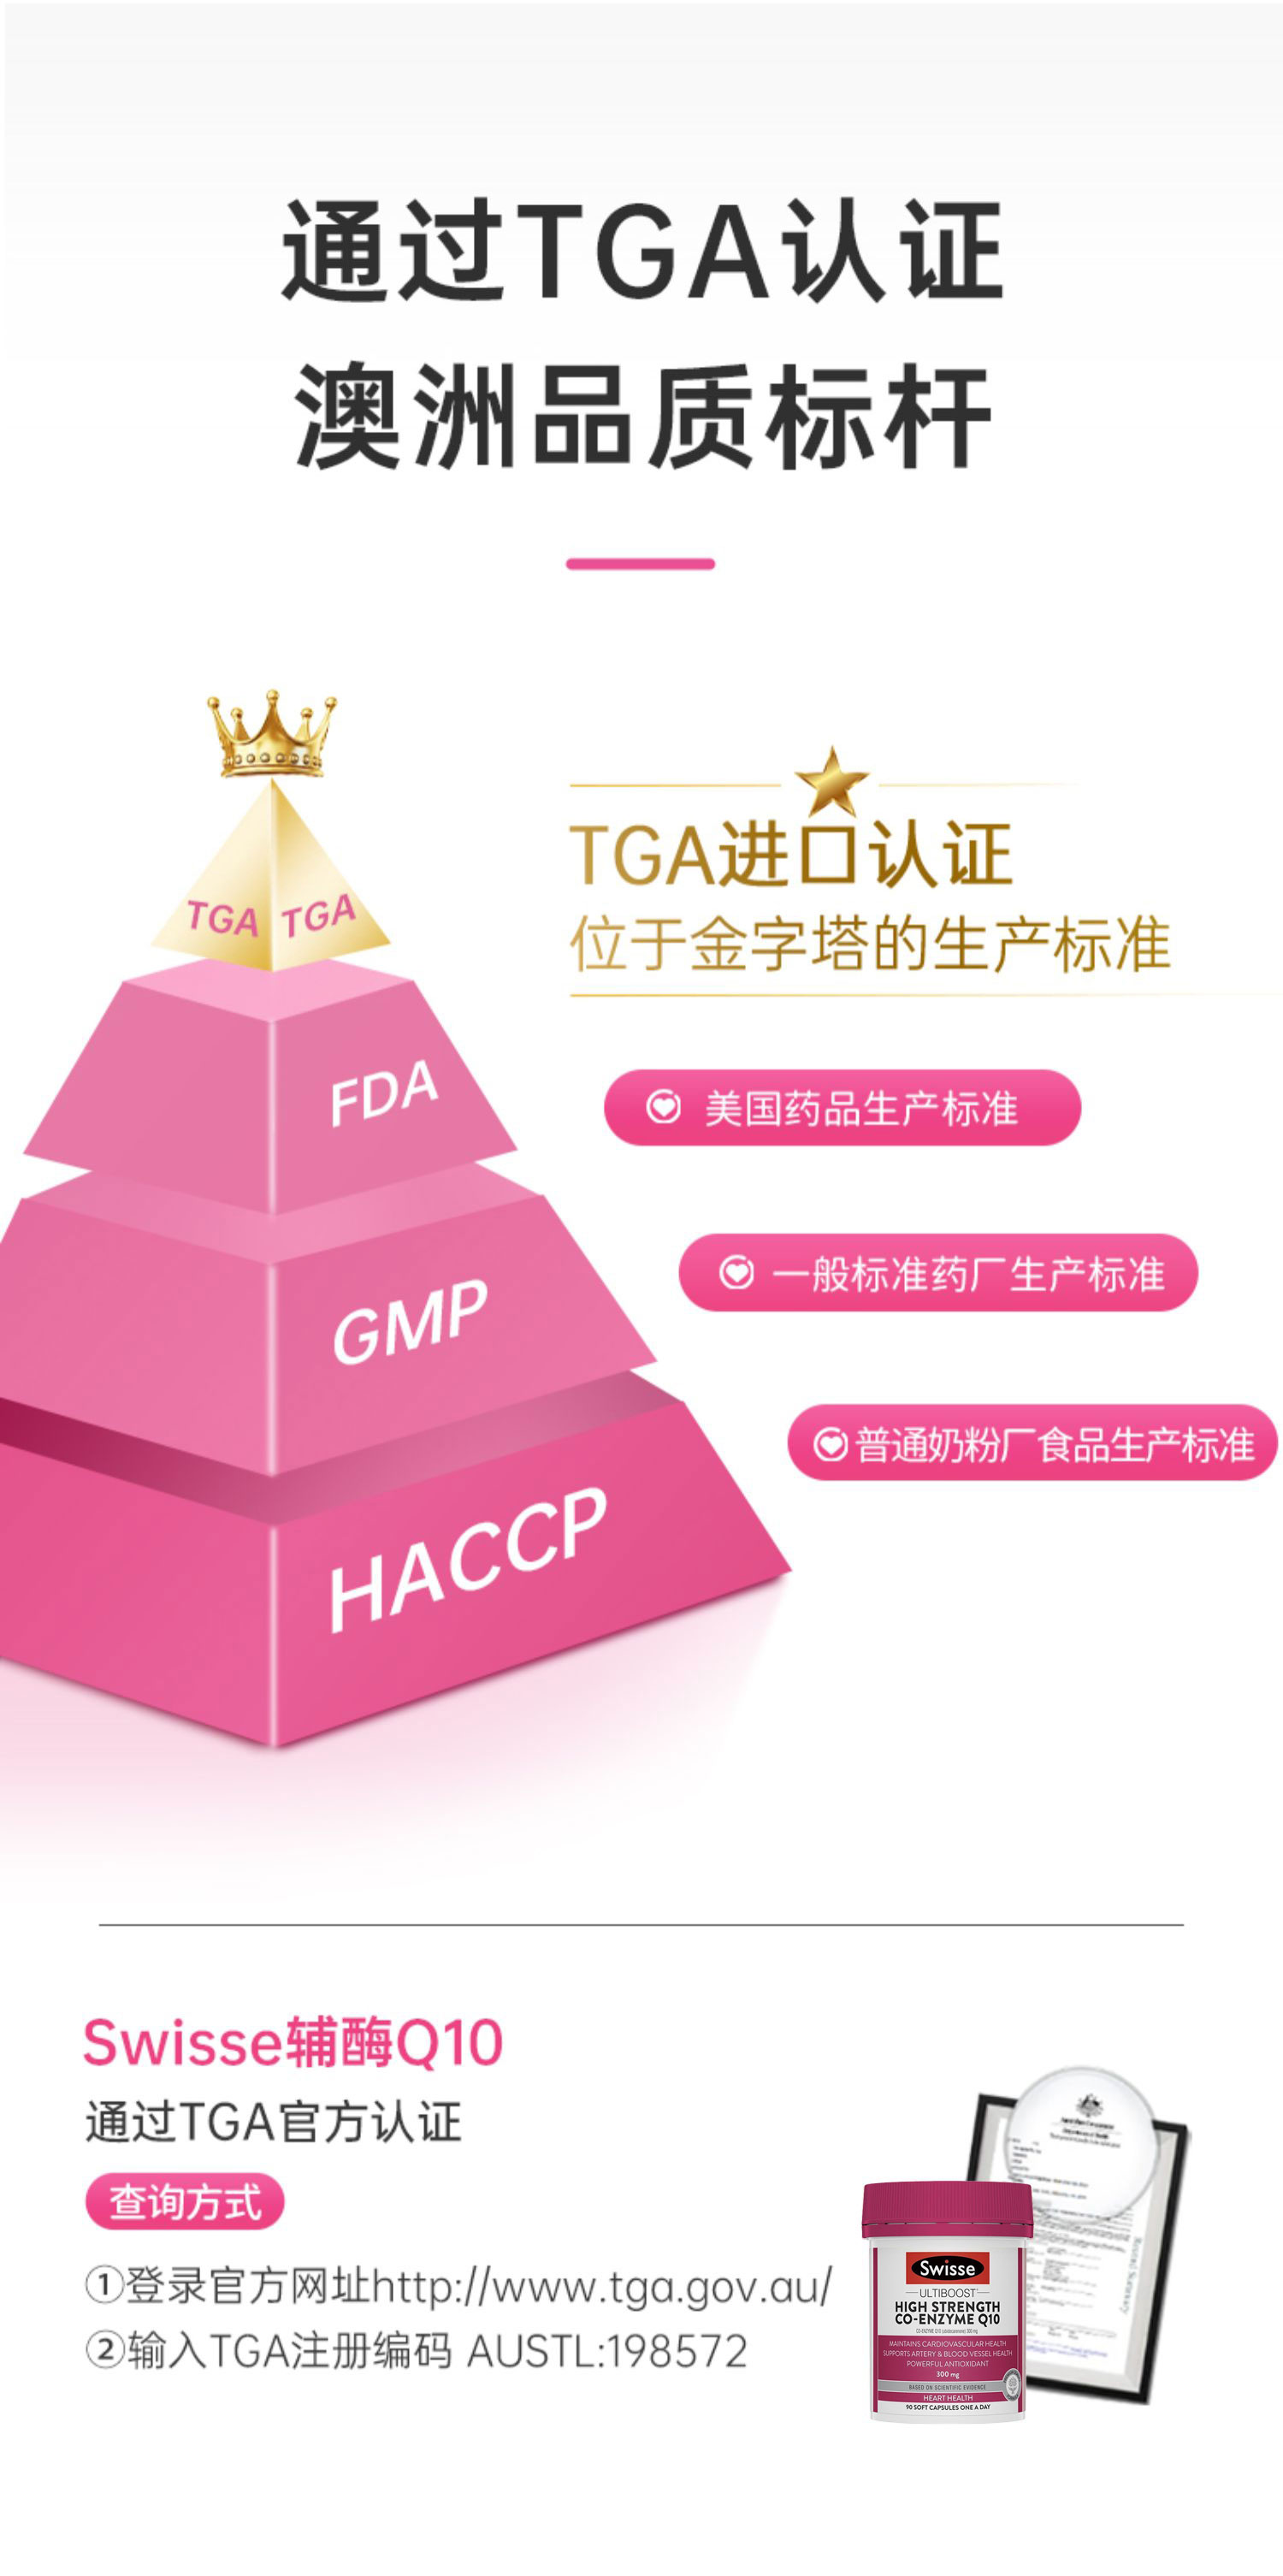 通过TGA认证
澳洲品质标杆
TGA TGA
TGA进口认证
位于金字塔的生产标准
FDA
美国药品生产标准
GMP
一般标准药厂生产标准
HACCP
普通奶粉厂食品生产标准
Swisse辅酶Q10
通过TGA官方认证
查询方式
①登录官方网址http://www.tga.gov.au/
②输入TGA注册编码 AUSTL:198572
Swisse
ULTIBOOST
HIGH STRENGTH
CO-ENZYME Q10
MAINTAINS CARDIOVASCULAR HEALTH
SUPPORTS ARTERY & BLOOD VESSEL HEALTH
POWERFUL ANTIOXIDANT
300 mg
BASED ON SCIENTIFIC EVIDENCE
HEART HEALTH
90 SOFT CAPSULES ONE A DAY